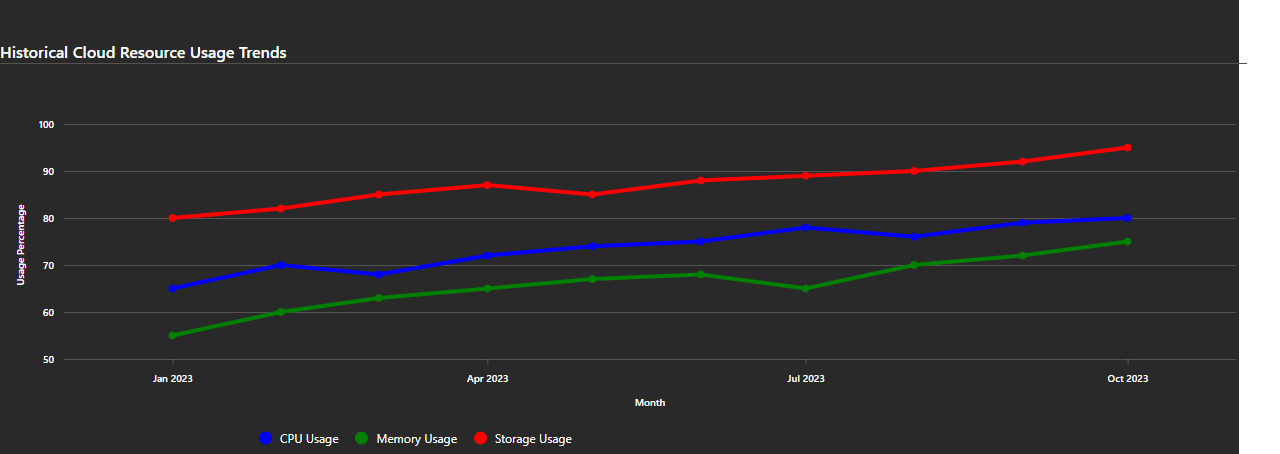 Historical Cloud Resource Usage Trends
100
90
80
70
60
50
Usage Percentage
Jan 2023 Apr 2023 Jul 2023 Oct 2023
Month
CPU Usage Memory Usage Storage Usage